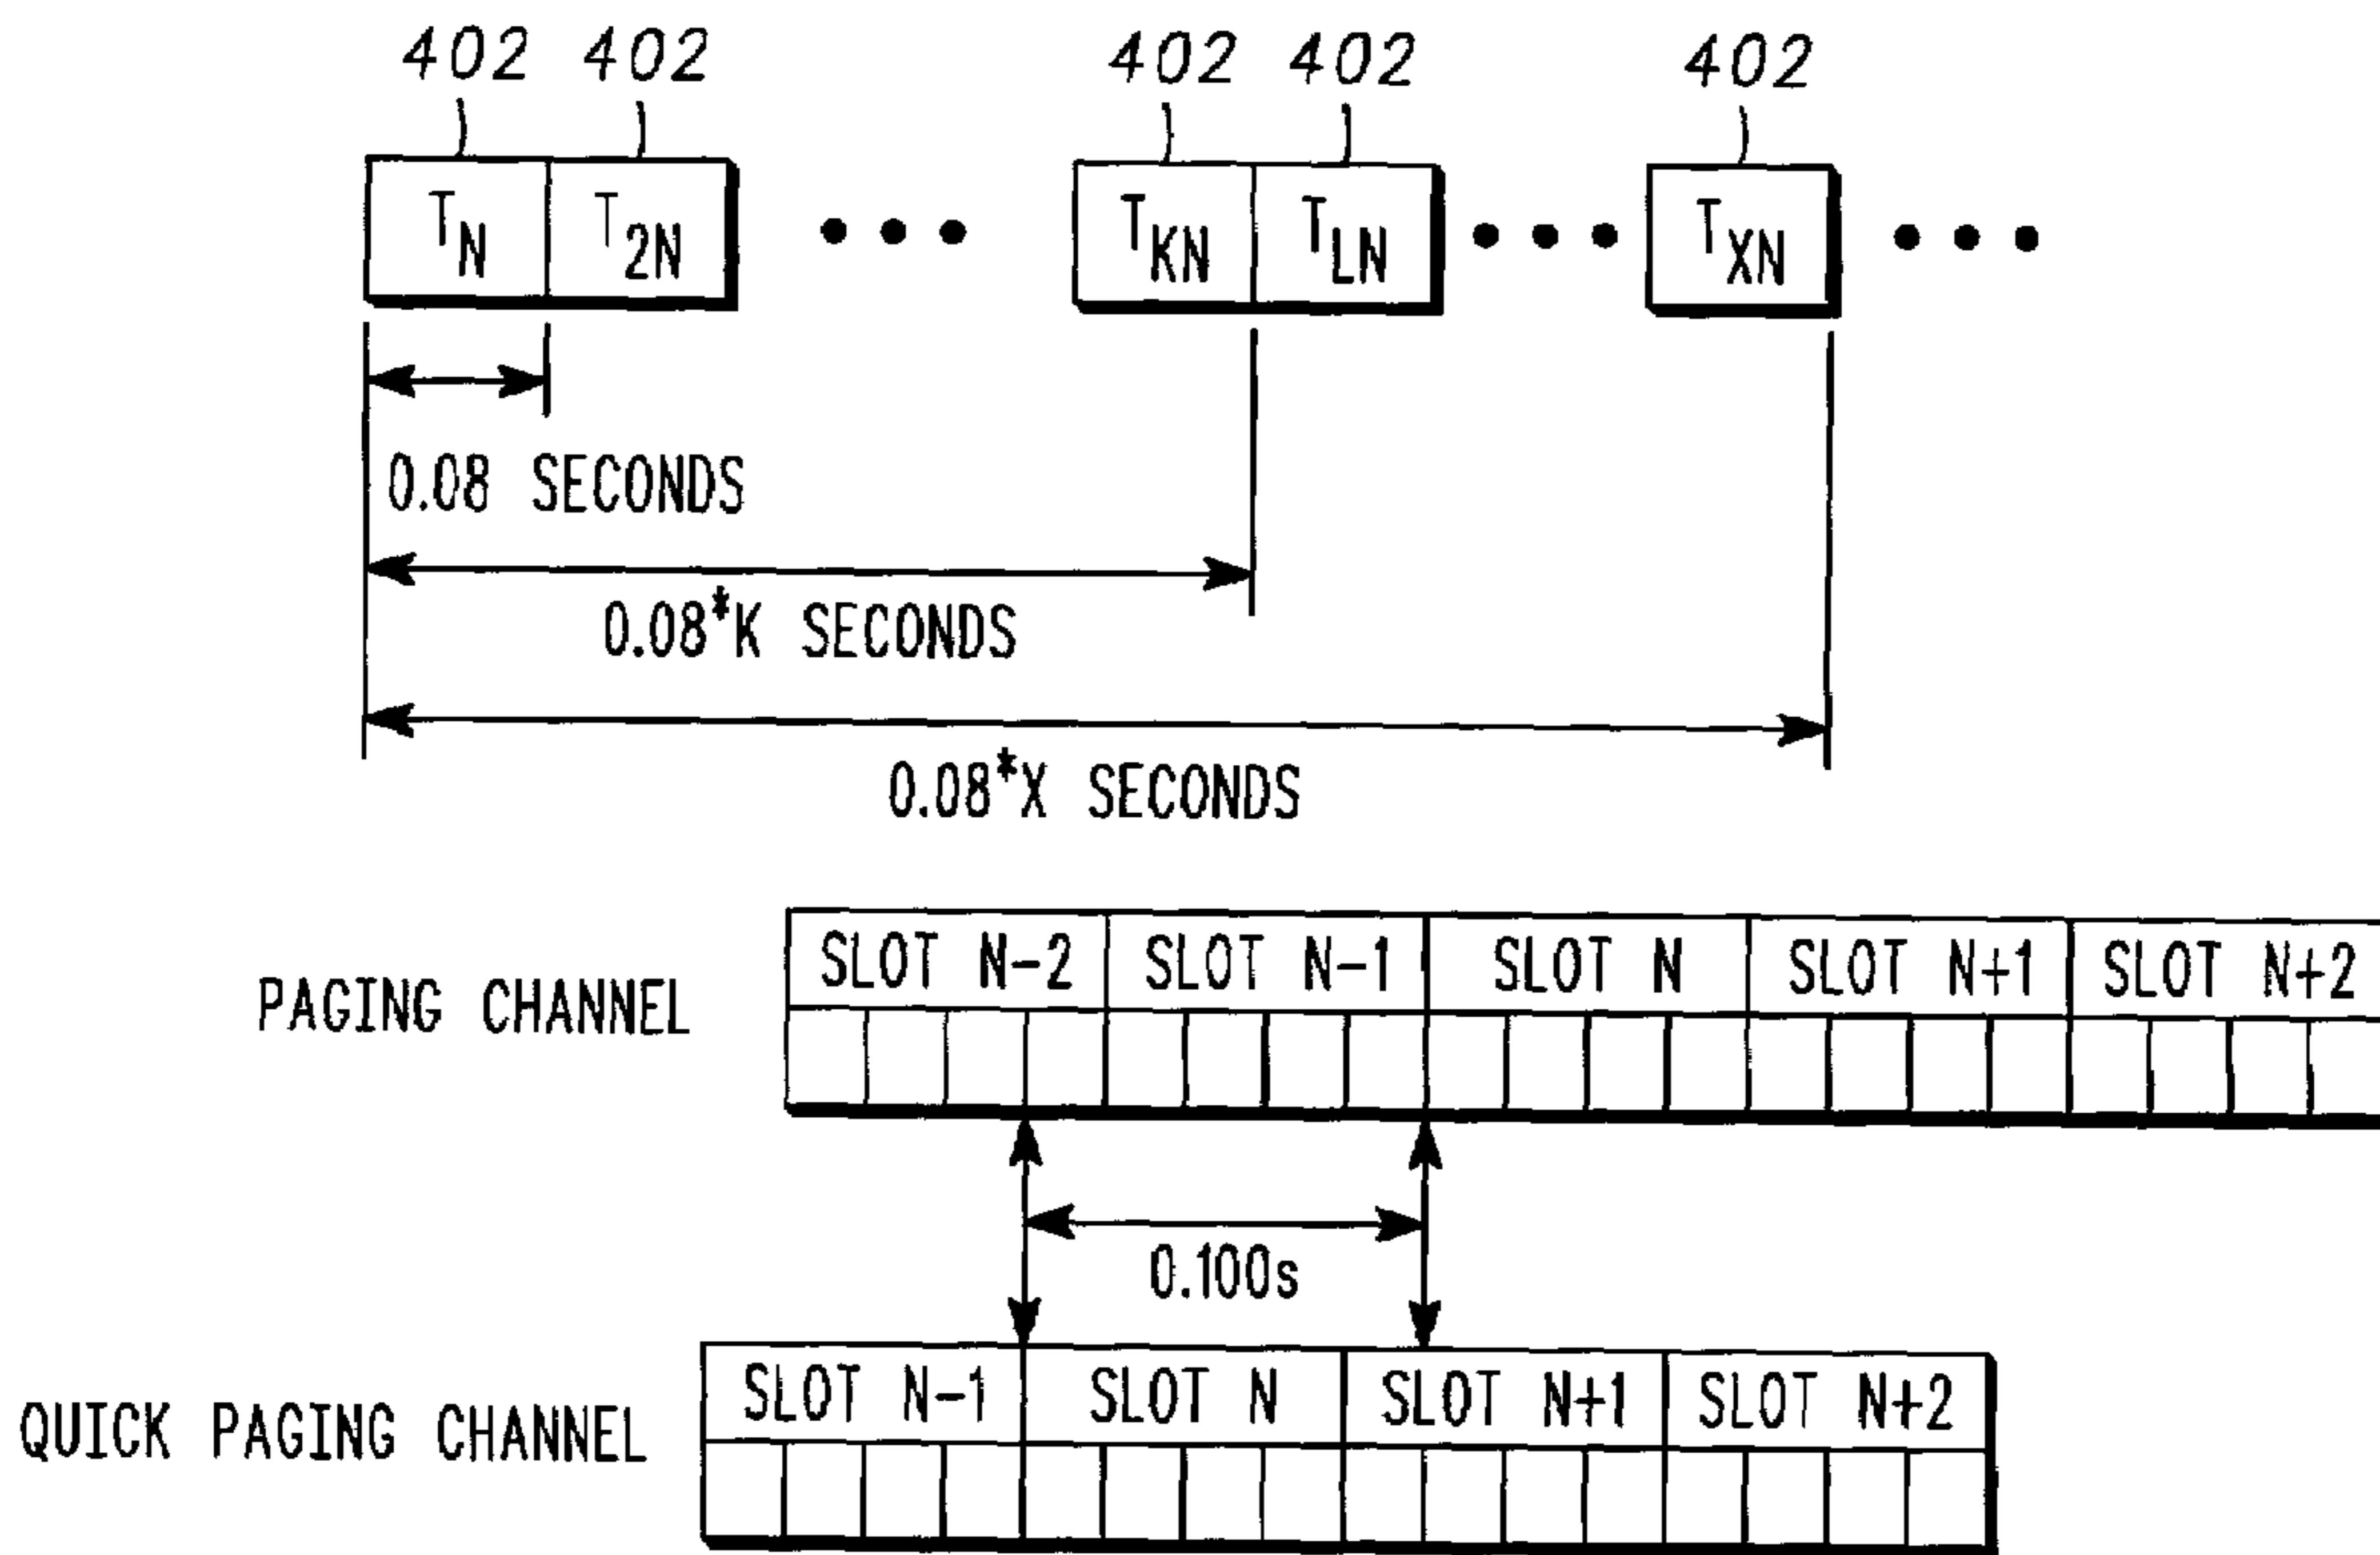 402 402 402 402 402
T_N T_2N T_KN T_LN T_XN
0.08 SECONDS
0.08*K SECONDS
0.08*X SECONDS
SLOT N-2 SLOT N-1 SLOT N SLOT N+1 SLOT N+2
PAGING CHANNEL
0.100s
SLOT N-1 SLOT N SLOT N+1 SLOT N+2
QUICK PAGING CHANNEL